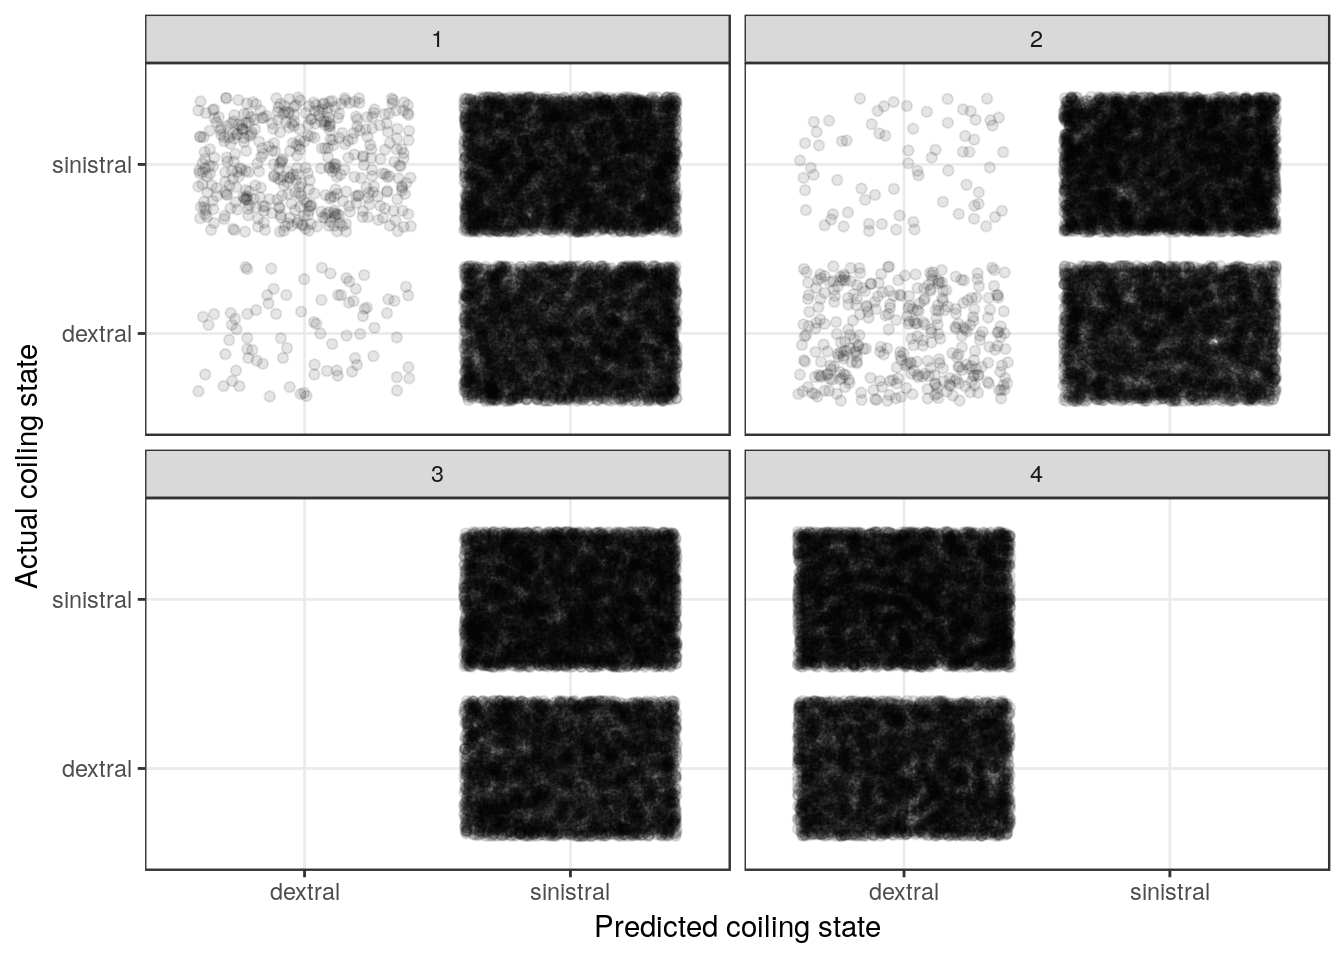 1
2
sinistral
dextral
3
4
sinistral
dextral
Actual coiling state
dextral
sinistral
dextral
sinistral
Predicted coiling state